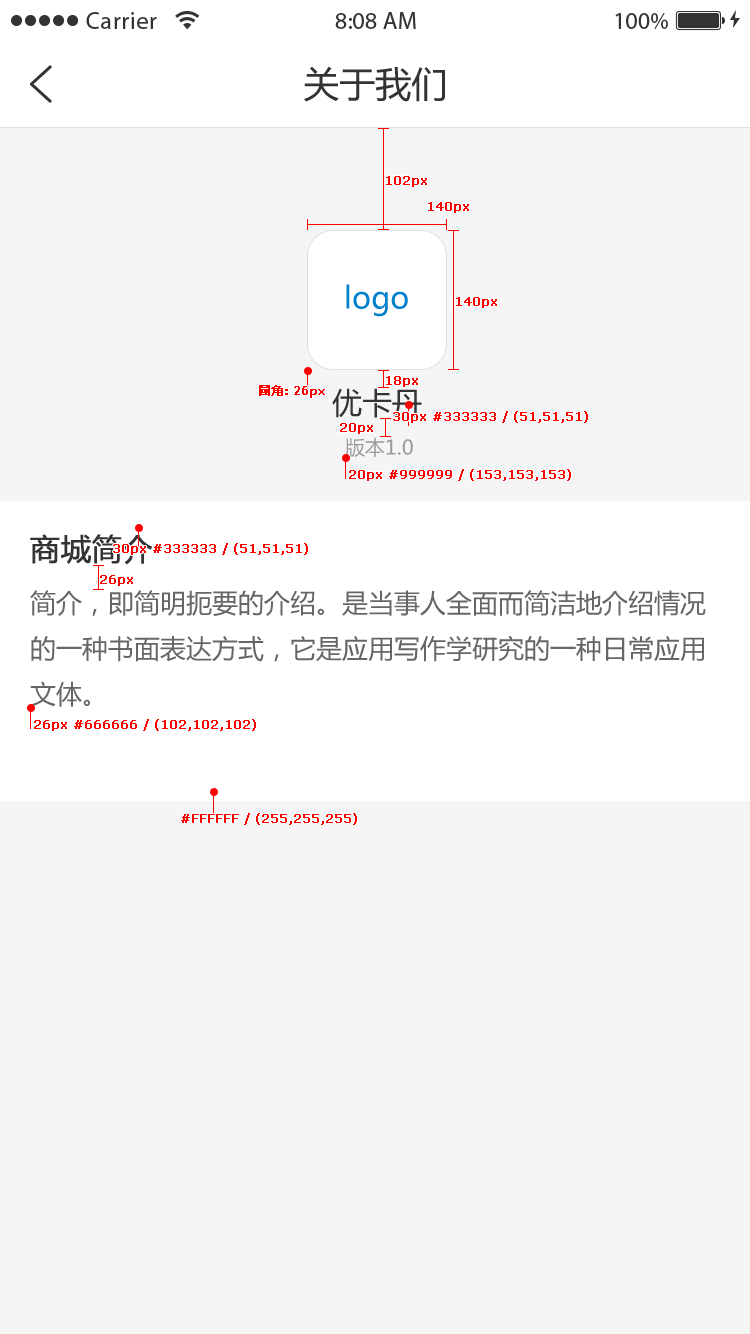 Carrier 8:08 AM 100%
关于我们
102px
140px
logo
140px
18px
圆角: 26px
优卡丹
30px #333333 / (51,51,51)
20px
版本1.0
20px #999999 / (153,153,153)
商城简介
30px #333333 / (51,51,51)
26px
简介，即简明扼要的介绍。是当事人全面而简洁地介绍情况
的一种书面表达方式，它是应用写作学研究的一种日常应用
文体。
26px #666666 / (102,102,102)
#FFFFFF / (255,255,255)